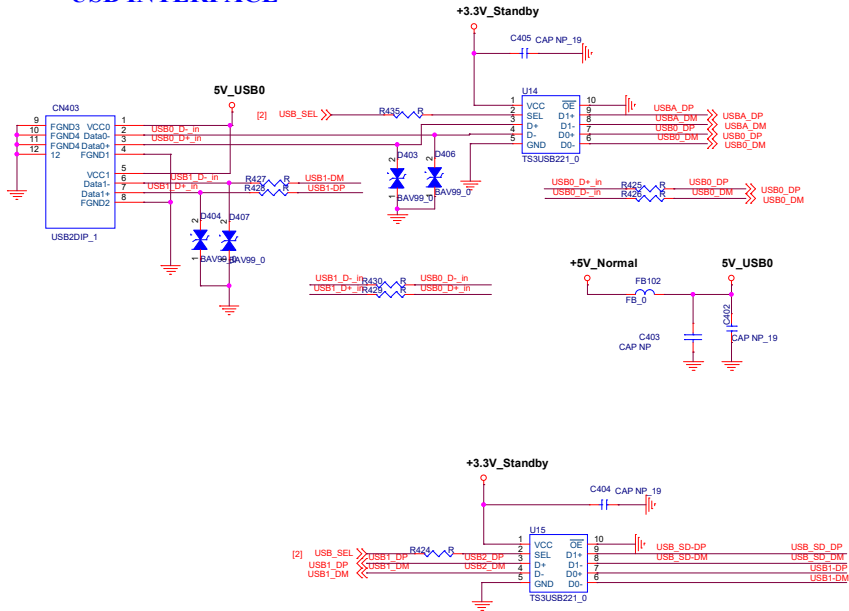 USB INTERFACE
+3.3V_Standby
C405 CAP NP_19
5V_USB0
U14
CN403
[2] USB_SEL R435 R
1 VCC OE 10
2 SEL D1+ 9 USBA_DP USBA_DP
3 D+ D1- 8 USBA_DM USBA_DM
4 D- D0+ 7 USB0_DP USB0_DP
5 GND D0- 6 USB0_DM USB0_DM
TS3USB221_0
9 FGND3 VCC0 1
10 FGND4 Data0- 2 USB0_D-_in
11 FGND4 Data0+ 3 USB0_D+_in
12 12 FGND1 4
VCC1 5
Data1- 6 USB1_D-_in R427 R USB1-DM
Data1+ 7 USB1_D+_in R428 R USB1-DP
FGND2 8
USB2DIP_1
2 D403 2 D406
1 BAV99_0 BAV99_0
USB0_D+_in R425 R USB0_DP USB0_DP
USB0_D-_in R426 R USB0_DM USB0_DM
2 D404 2 D407
1 BAV99_0 1 BAV99_0
USB1_D-_in R430 R USB0_D-_in
USB1_D+_in R429 R USB0_D+_in
+5V_Normal 5V_USB0
FB102
FB_0
C403
CAP NP
C402
CAP NP_19
+3.3V_Standby
C404 CAP NP_19
U15
[2] USB_SEL R424 R
USB1_DP USB1_DP USB2_DP
USB1_DM USB1_DM USB2_DM
1 VCC OE 10
2 SEL D1+ 9 USB_SD-DP USB_SD_DP
3 D+ D1- 8 USB_SD-DM USB_SD_DM
4 D- D0+ 7 USB1-DP
5 GND D0- 6 USB1-DM
TS3USB221_0